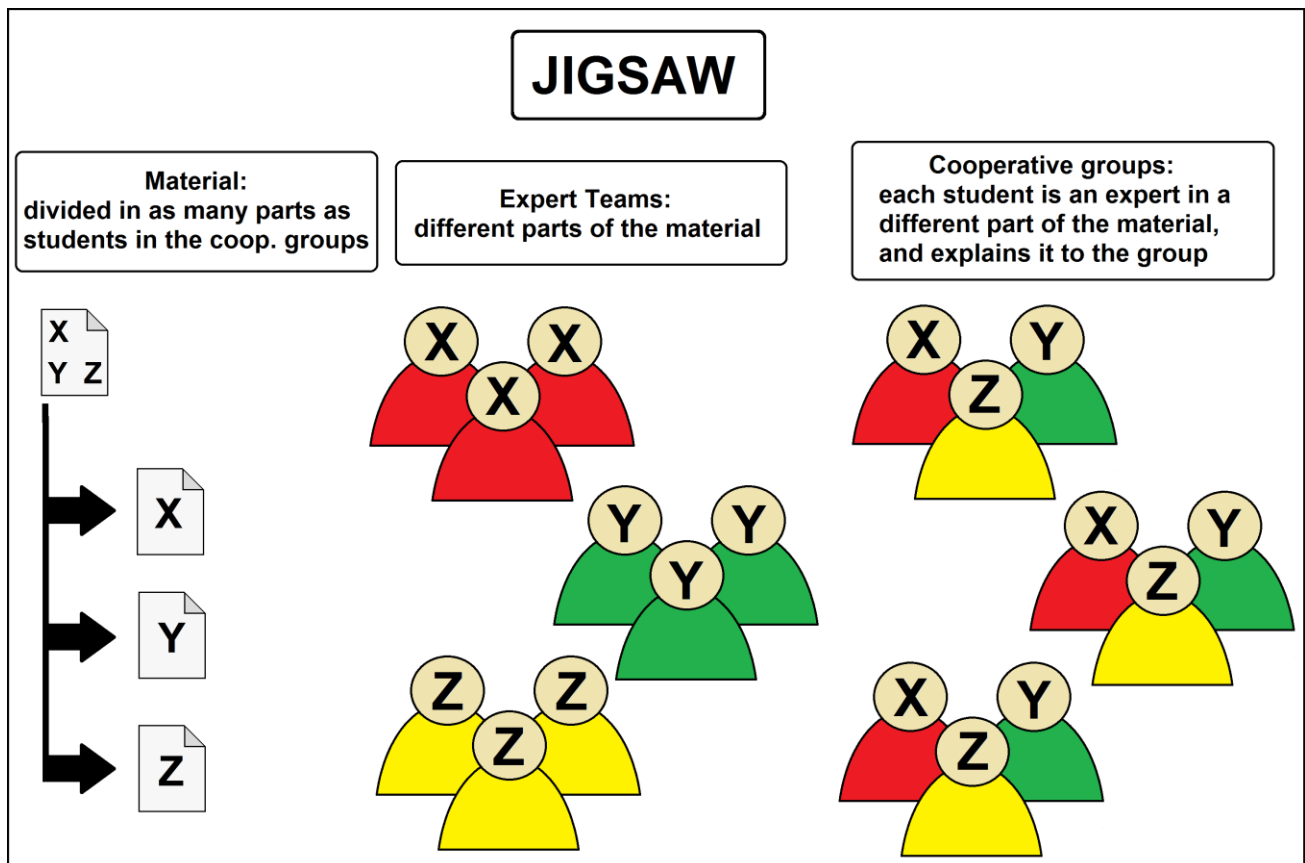 JIGSAW
Material:
divided in as many parts as
students in the coop. groups
Expert Teams:
different parts of the material
Cooperative groups:
each student is an expert in a
different part of the material,
and explains it to the group
X
Y Z
X
Y
Z
X X
X
Y Y
Y
Z Z
Z
X Y
Z
X Y
Z
X Y
Z